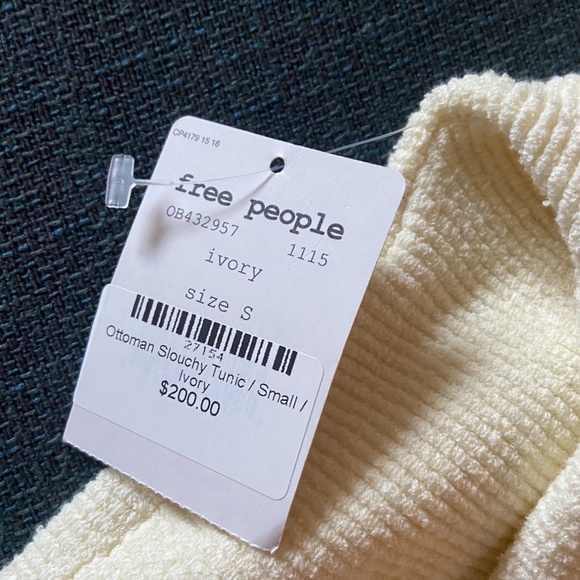 CP4179 15 16
free people
OB432957 1115
ivory
size S
27154
Ottoman Slouchy Tunic / Small /
Ivory
$200.00